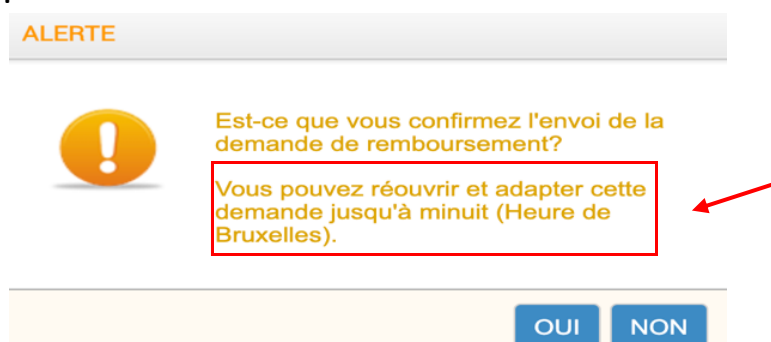 ALERTE
Est-ce que vous confirmez l'envoi de la
demande de remboursement?
Vous pouvez réouvrir et adapter cette
demande jusqu'à minuit (Heure de
Bruxelles).
OUI NON